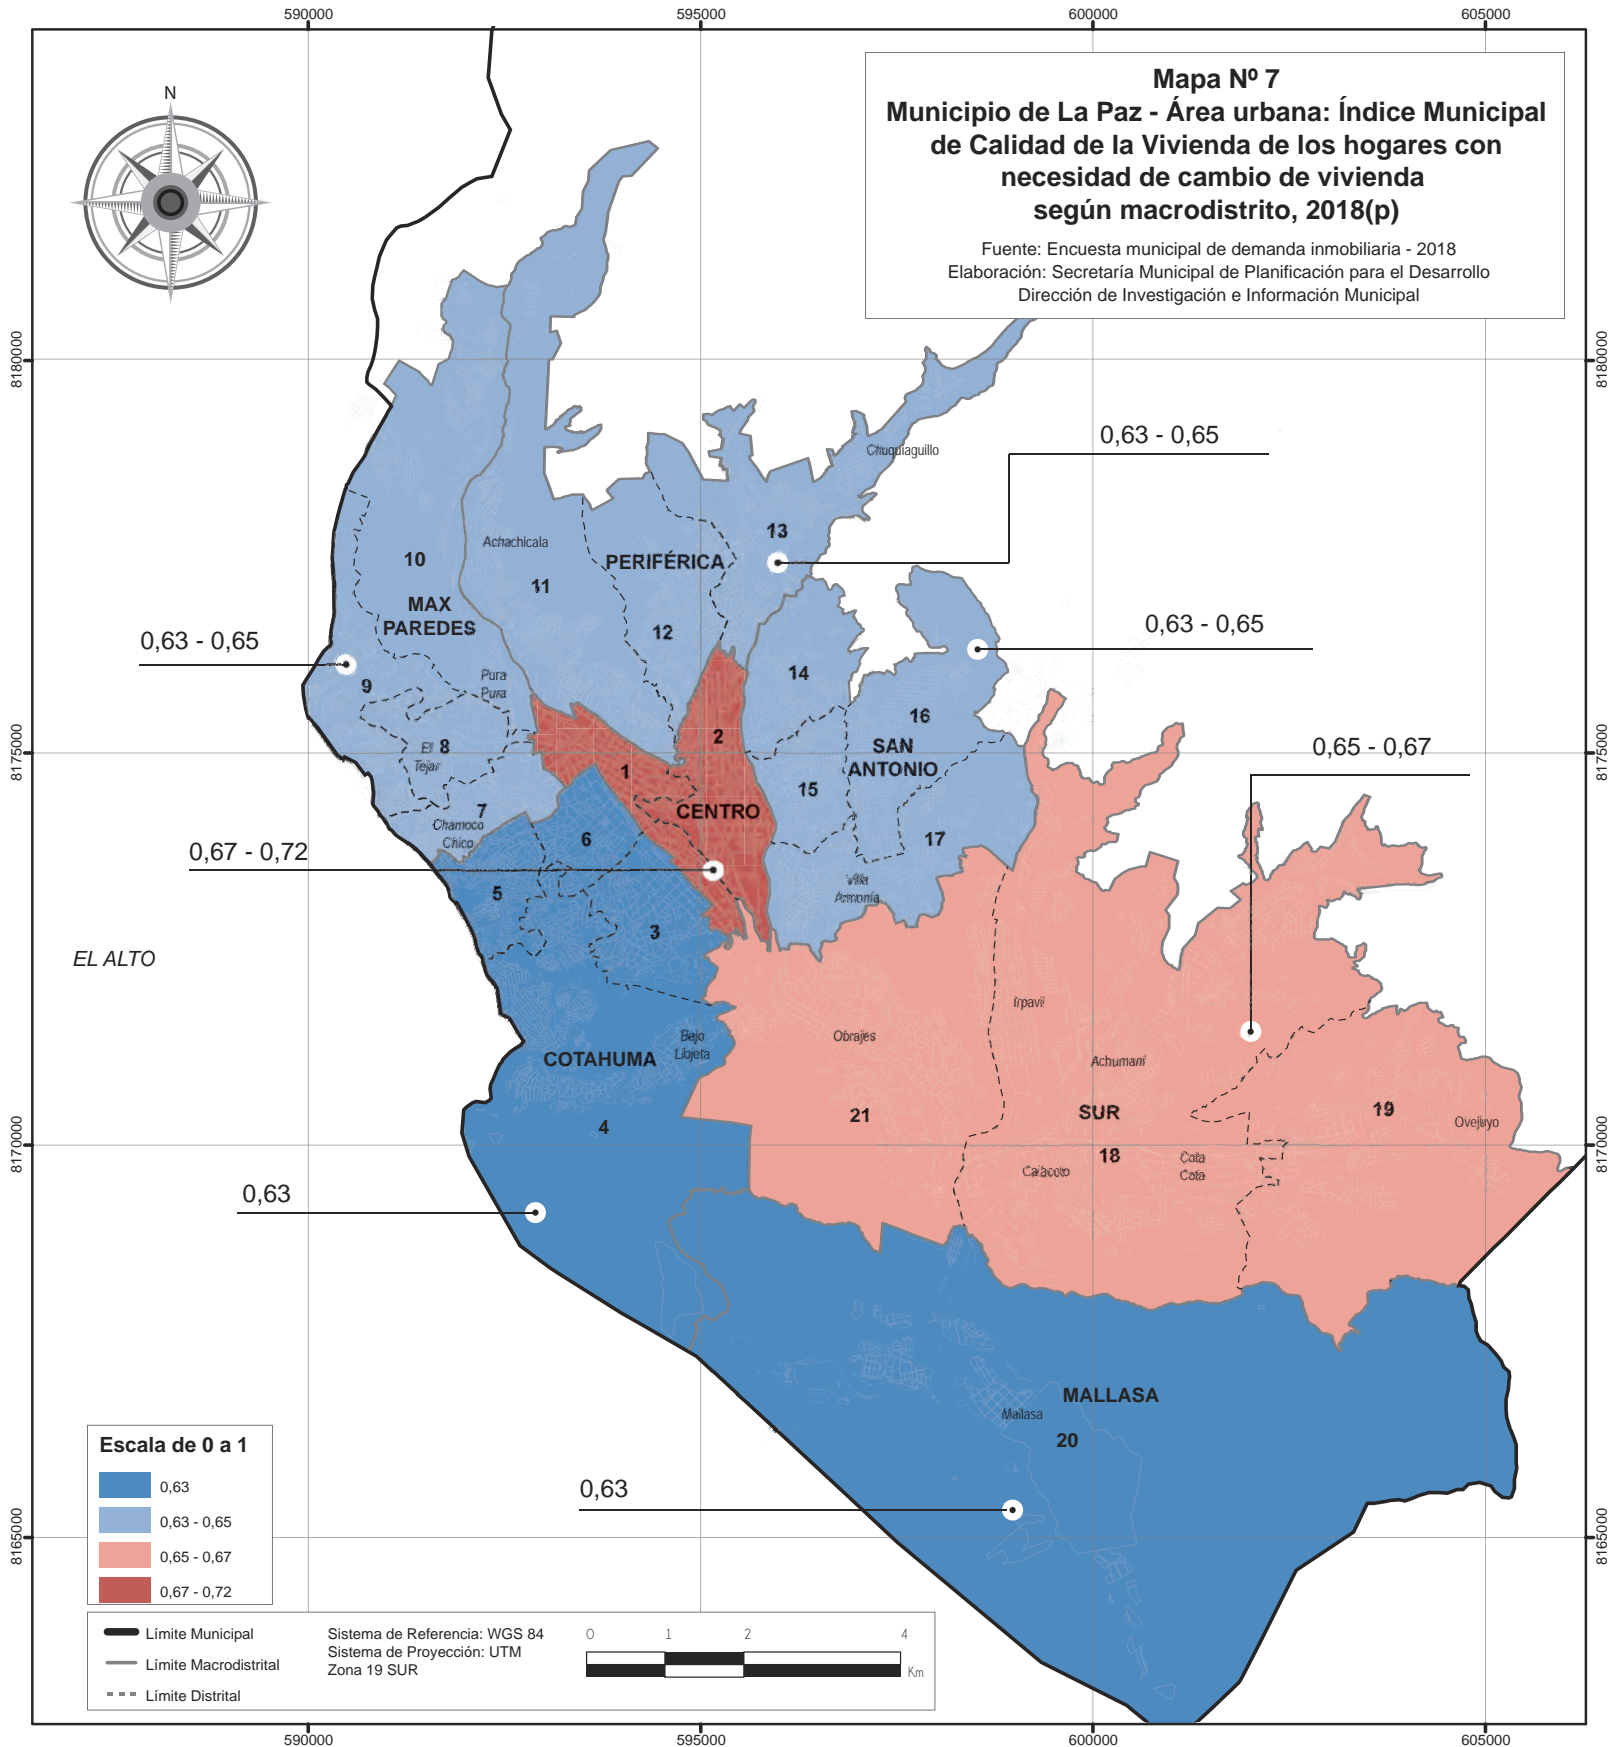 590000
595000
600000
605000
N
Mapa Nº 7
Municipio de La Paz - Área urbana: Índice Municipal
de Calidad de la Vivienda de los hogares con
necesidad de cambio de vivienda
según macrodistrito, 2018(p)
Fuente: Encuesta municipal de demanda inmobiliaria - 2018
Elaboración: Secretaría Municipal de Planificación para el Desarrollo
Dirección de Investigación e Información Municipal
8180000
8180000
0,63 - 0,65
Chuquiaguillo
13
Achachicala
10
PERIFÉRICA
11
MAX
PAREDES
12
0,63 - 0,65
0,63 - 0,65
9
Pura
Pura
14
16
2
SAN
ANTONIO
8
El
Tejar
0,65 - 0,67
8175000
8175000
1
15
7
CENTRO
Chamoco
Chico
6
17
0,67 - 0,72
5
Villa
Armonía
3
EL ALTO
Irpavi
Obrajes
Bajo
Llojeta
COTAHUMA
Achumani
21
SUR
19
Ovejuyo
4
8170000
8170000
18
Calacoto
Cota
Cota
0,63
MALLASA
Mallasa
20
0,63
Escala de 0 a 1
0,63
0,63 - 0,65
0,65 - 0,67
0,67 - 0,72
8165000
8165000
Límite Municipal
Límite Macrodistrital
Límite Distrital
Sistema de Referencia: WGS 84
Sistema de Proyección: UTM
Zona 19 SUR
0 1 2 4
Km
590000
595000
600000
605000